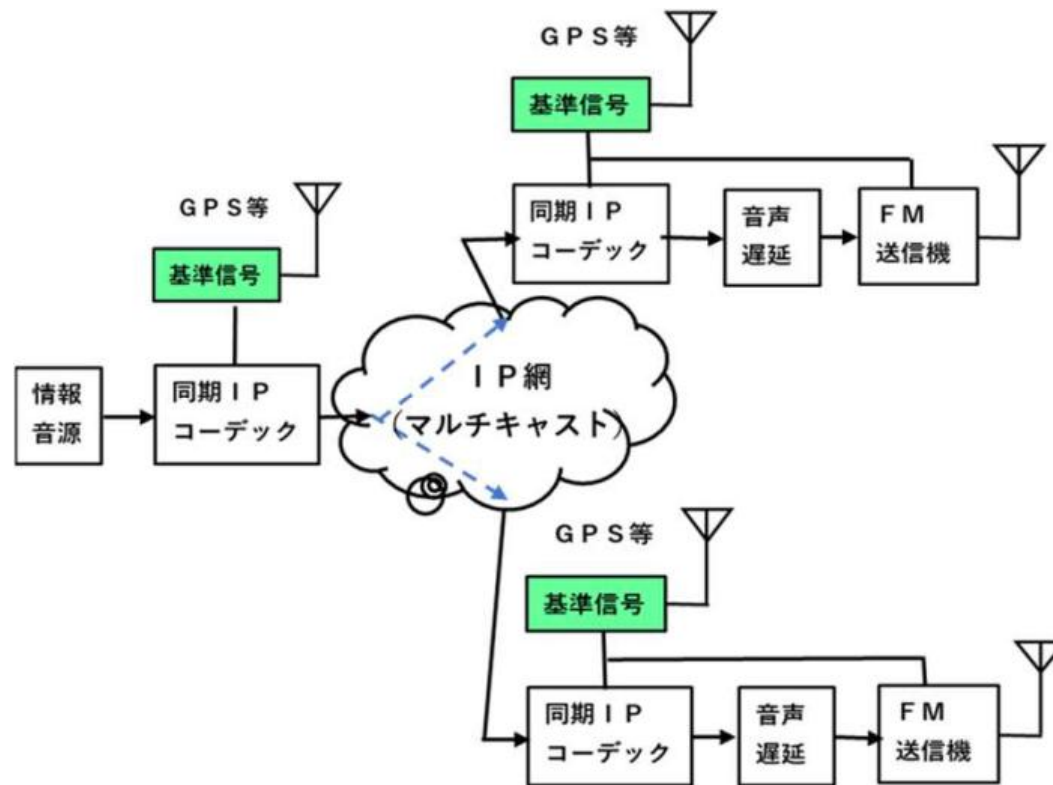 GPS等
基準信号
同期IP
コーデック
音声
遅延
FM
送信機
GPS等
基準信号
情報
音源
同期IP
コーデック
IP網
(マルチキャスト)
GPS等
基準信号
同期IP
コーデック
音声
遅延
FM
送信機